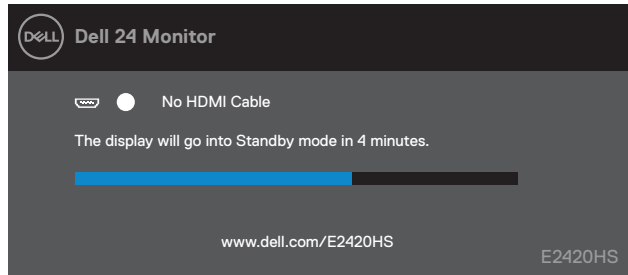 DELL
Dell 24 Monitor
No HDMI Cable
The display will go into Standby mode in 4 minutes.
www.dell.com/E2420HS
E2420HS